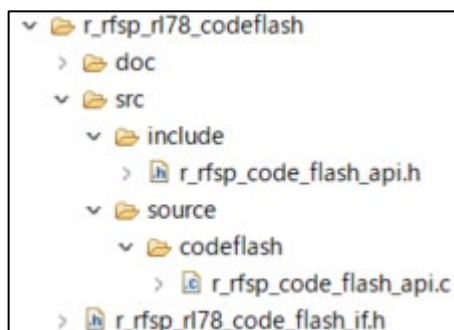 r_rfsp_rl78_codeflash
doc
src
include
r_rfsp_code_flash_api.h
source
codeflash
r_rfsp_code_flash_api.c
r_rfsp_rl78_code_flash_if.h